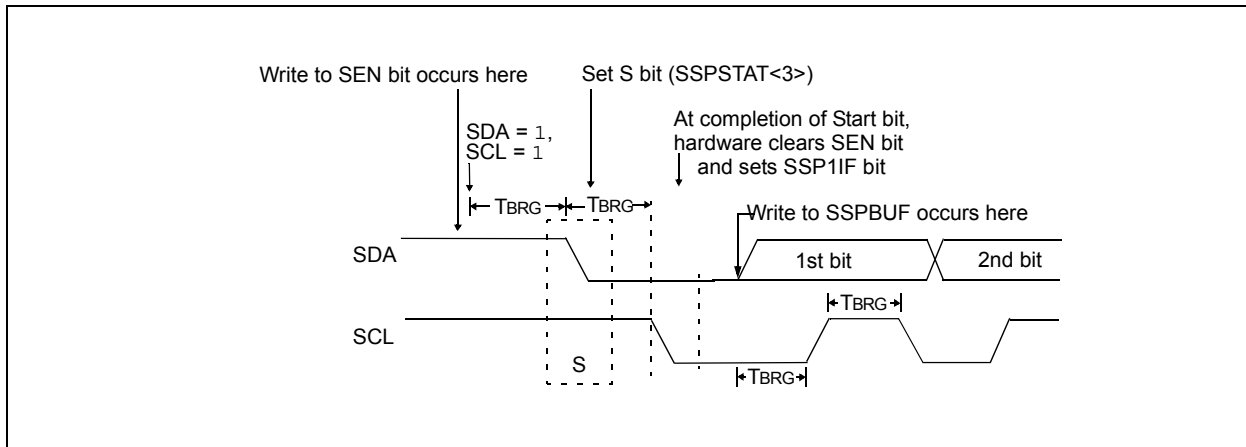 Write to SEN bit occurs here
Set S bit (SSPSTAT<3>)
SDA = 1,
SCL = 1
At completion of Start bit,
hardware clears SEN bit
and sets SSP1IF bit
TBRG
TBRG
Write to SSPBUF occurs here
SDA
1st bit
2nd bit
TBRG
SCL
S
TBRG